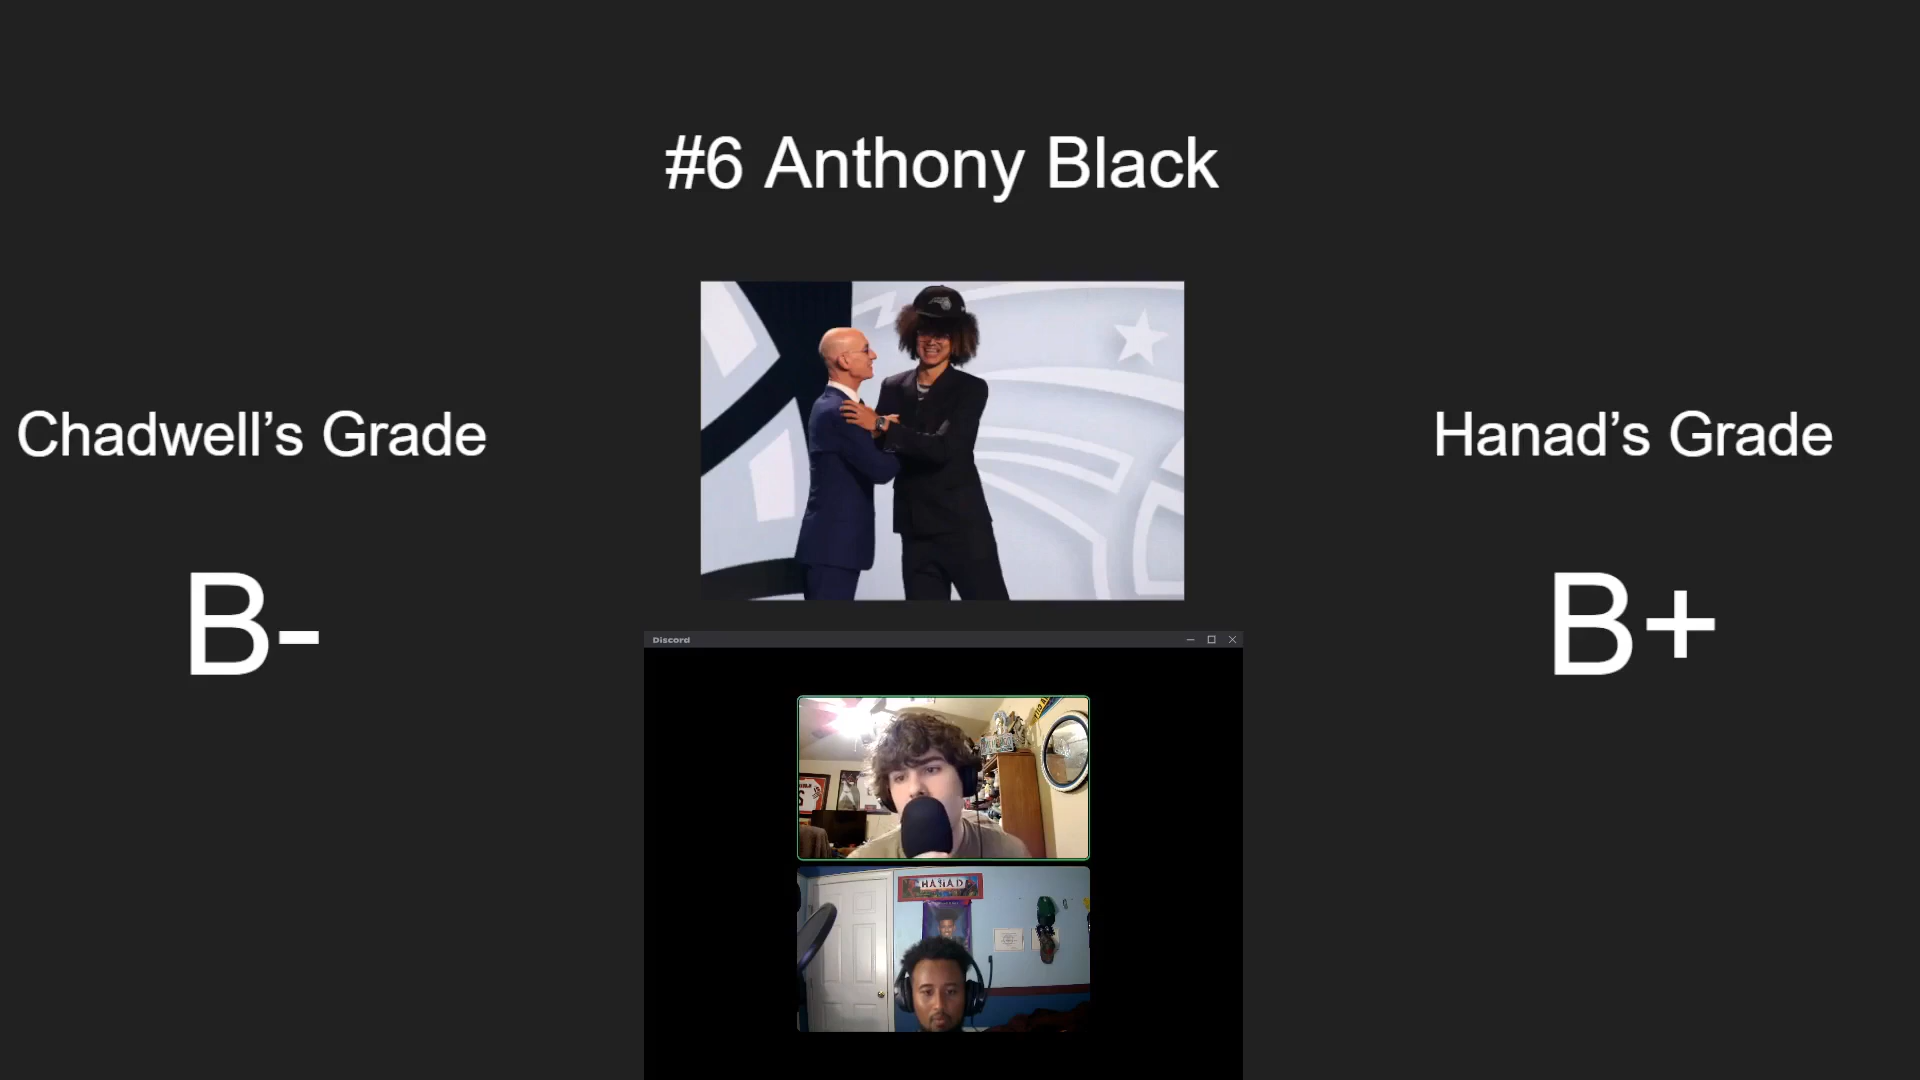 #6 Anthony Black
Chadwell’s Grade
Hanad’s Grade
B-
B+
Discord
HANAD